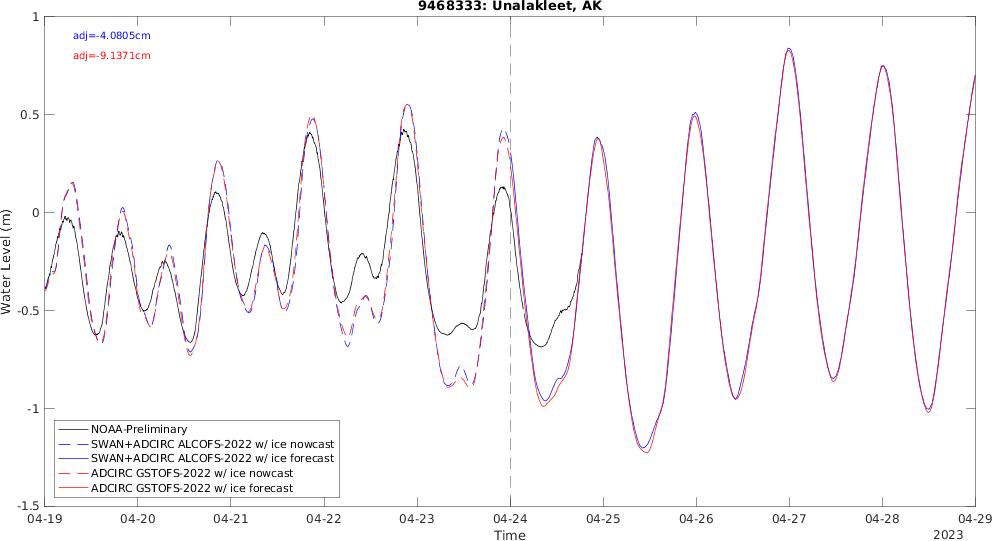 9468333: Unalakleet, AK
adj=-4.0805cm
adj=-9.1371cm
Water Level (m)
1
0.5
0
-0.5
-1
-1.5
NOAA-Preliminary
SWAN+ADCIRC ALCOFS-2022 w/ ice nowcast
SWAN+ADCIRC ALCOFS-2022 w/ ice forecast
ADCIRC GSTOFS-2022 w/ ice nowcast
ADCIRC GSTOFS-2022 w/ ice forecast
04-19 04-20 04-21 04-22 04-23 04-24 04-25 04-26 04-27 04-28 04-29
Time
2023